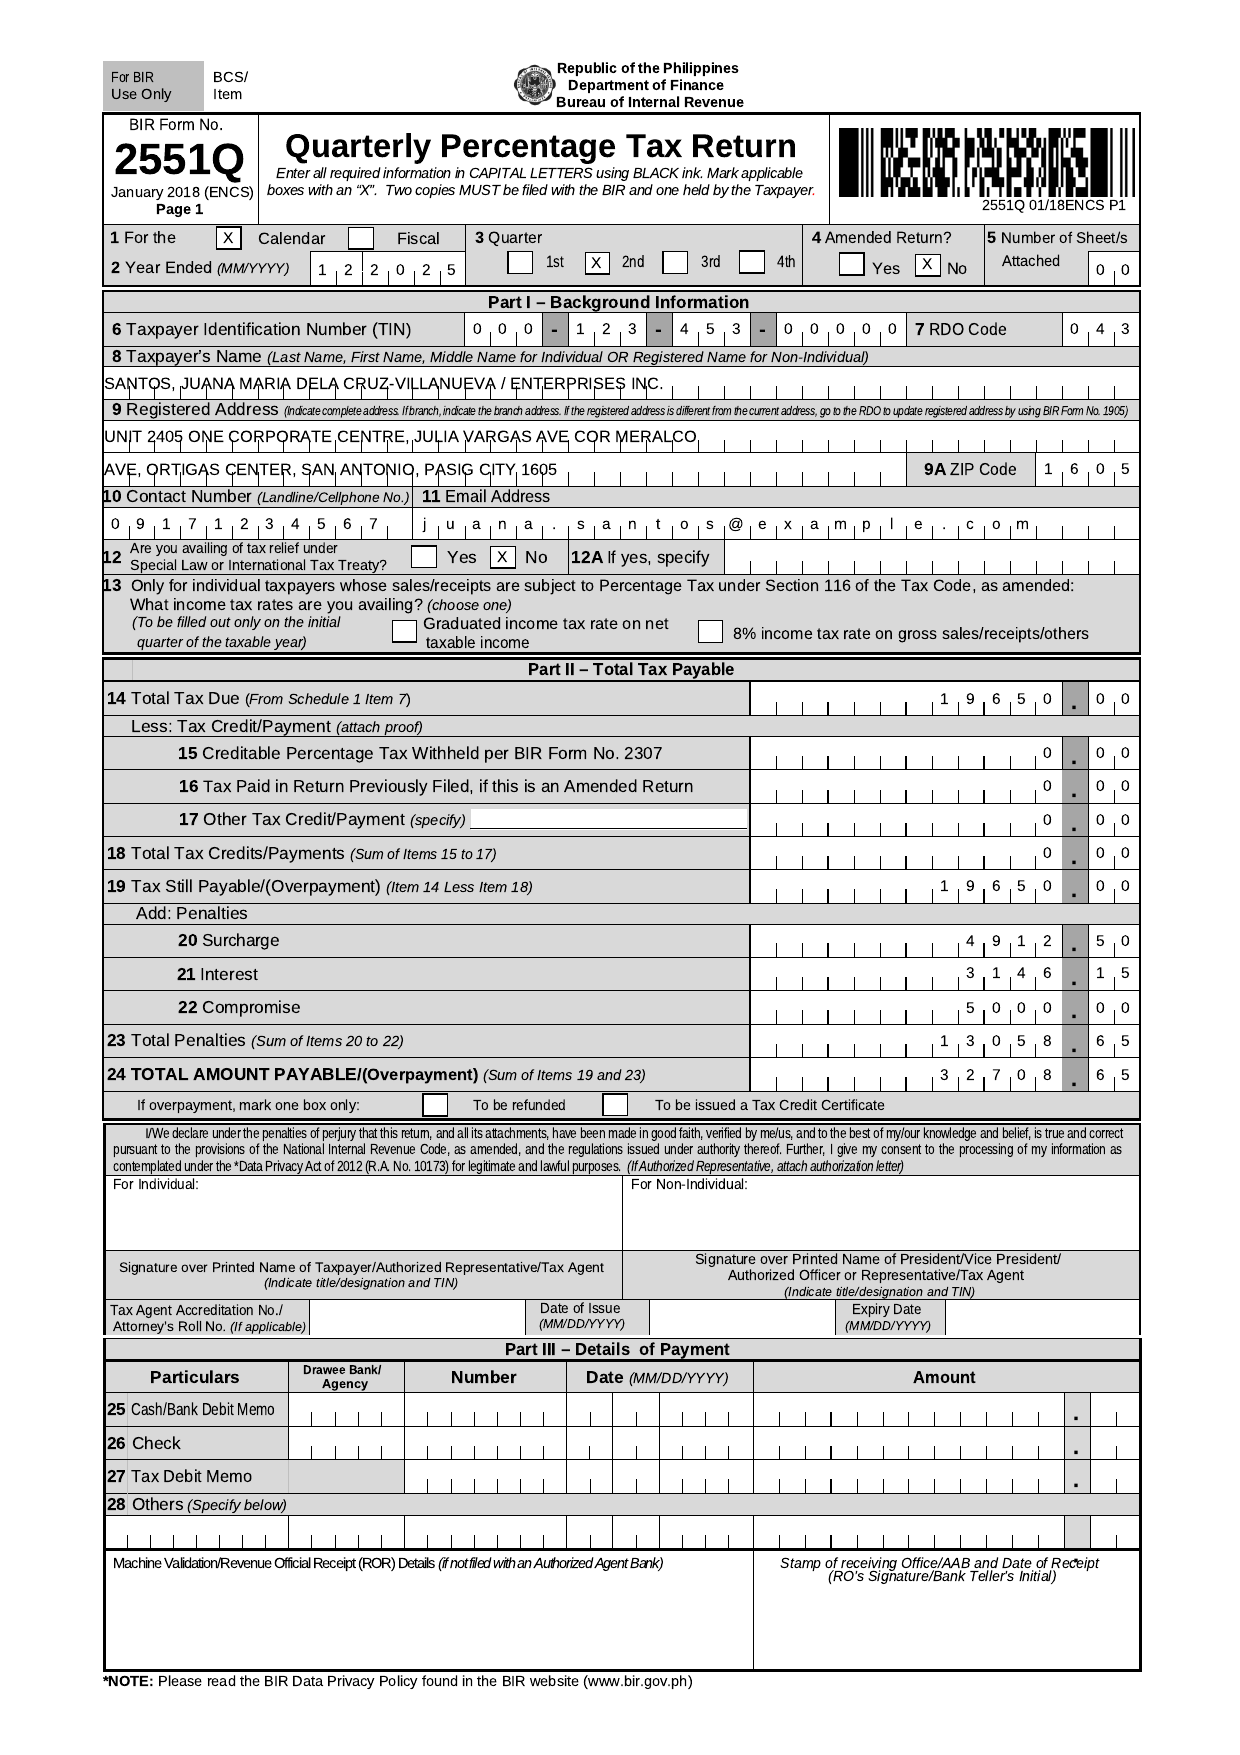 For BIR Use Only
BCS/ Item
Republic of the Philippines
Department of Finance
Bureau of Internal Revenue
BIR Form No.
2551Q
January 2018 (ENCS)
Page 1
Quarterly Percentage Tax Return
Enter all required information in CAPITAL LETTERS using BLACK ink. Mark applicable
boxes with an “X”. Two copies MUST be filed with the BIR and one held by the Taxpayer.
2551Q 01/18ENCS P1
1 For the X Calendar Fiscal
2 Year Ended (MM/YYYY) 1 2 2 0 2 5
3 Quarter
1st X 2nd 3rd 4th
4 Amended Return?
Yes X No
5 Number of Sheet/s
Attached 0 0
Part I – Background Information
6 Taxpayer Identification Number (TIN) 0 0 0 - 1 2 3 - 4 5 3 - 0 0 0 0 0 7 RDO Code 0 4 3
8 Taxpayer’s Name (Last Name, First Name, Middle Name for Individual OR Registered Name for Non-Individual)
SANTOS, JUANA MARIA DELA CRUZ-VILLANUEVA / ENTERPRISES INC.
9 Registered Address (Indicate complete address. If branch, indicate the branch address. If the registered address is different from the current address, go to the RDO to update registered address by using BIR Form No. 1905)
UNIT 2405 ONE CORPORATE CENTRE, JULIA VARGAS AVE COR MERALCO
AVE, ORTIGAS CENTER, SAN ANTONIO, PASIG CITY 1605 9A ZIP Code 1 6 0 5
10 Contact Number (Landline/Cellphone No.) 11 Email Address
0 9 1 7 1 2 3 4 5 6 7 j u a n a . s a n t o s @ e x a m p l e . c o m
12 Are you availing of tax relief under
Special Law or International Tax Treaty? Yes X No 12A If yes, specify
13 Only for individual taxpayers whose sales/receipts are subject to Percentage Tax under Section 116 of the Tax Code, as amended:
What income tax rates are you availing? (choose one)
(To be filled out only on the initial
quarter of the taxable year)
Graduated income tax rate on net
taxable income
8% income tax rate on gross sales/receipts/others
Part II – Total Tax Payable
14 Total Tax Due (From Schedule 1 Item 7) 1 9 6 5 0 . 0 0
Less: Tax Credit/Payment (attach proof)
15 Creditable Percentage Tax Withheld per BIR Form No. 2307 0 . 0 0
16 Tax Paid in Return Previously Filed, if this is an Amended Return 0 . 0 0
17 Other Tax Credit/Payment (specify) 0 . 0 0
18 Total Tax Credits/Payments (Sum of Items 15 to 17) 0 . 0 0
19 Tax Still Payable/(Overpayment) (Item 14 Less Item 18) 1 9 6 5 0 . 0 0
Add: Penalties
20 Surcharge 4 9 1 2 . 5 0
21 Interest 3 1 4 6 . 1 5
22 Compromise 5 0 0 0 . 0 0
23 Total Penalties (Sum of Items 20 to 22) 1 3 0 5 8 . 6 5
24 TOTAL AMOUNT PAYABLE/(Overpayment) (Sum of Items 19 and 23) 3 2 7 0 8 . 6 5
If overpayment, mark one box only: To be refunded To be issued a Tax Credit Certificate
I/We declare under the penalties of perjury that this return, and all its attachments, have been made in good faith, verified by me/us, and to the best of my/our knowledge and belief, is true and correct
pursuant to the provisions of the National Internal Revenue Code, as amended, and the regulations issued under authority thereof. Further, I give my consent to the processing of my information as
contemplated under the *Data Privacy Act of 2012 (R.A. No. 10173) for legitimate and lawful purposes. (If Authorized Representative, attach authorization letter)
For Individual:
For Non-Individual:
Signature over Printed Name of Taxpayer/Authorized Representative/Tax Agent
(Indicate title/designation and TIN)
Signature over Printed Name of President/Vice President/
Authorized Officer or Representative/Tax Agent
(Indicate title/designation and TIN)
Tax Agent Accreditation No./
Attorney’s Roll No. (If applicable)
Date of Issue
(MM/DD/YYYY)
Expiry Date
(MM/DD/YYYY)
Part III – Details of Payment
Particulars Drawee Bank/ Agency Number Date (MM/DD/YYYY) Amount
25 Cash/Bank Debit Memo .
26 Check .
27 Tax Debit Memo .
28 Others (Specify below)
Machine Validation/Revenue Official Receipt (ROR) Details (if not filed with an Authorized Agent Bank)
Stamp of receiving Office/AAB and Date of Receipt
(RO's Signature/Bank Teller's Initial)
*NOTE: Please read the BIR Data Privacy Policy found in the BIR website (www.bir.gov.ph)